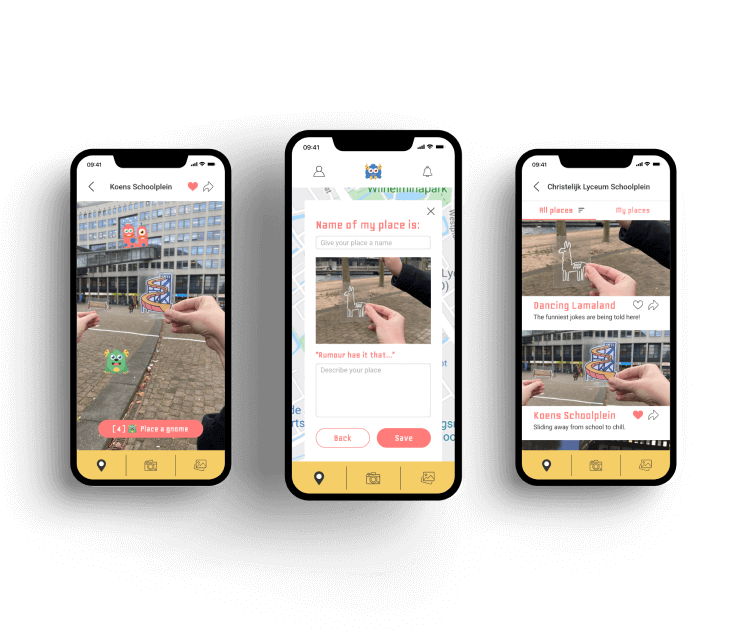 09:41
Koens Schoolplein
[4] Place a gnome
09:41
Wilhelminapark
Name of my place is:
Give your place a name
"Rumour has it that..."
Describe your place
Back
Save
09:41
Christelijk Lyceum Schoolplein
All places
My places
Dancing Lamaland
The funniest jokes are being told here!
Koens Schoolplein
Sliding away from school to chill.